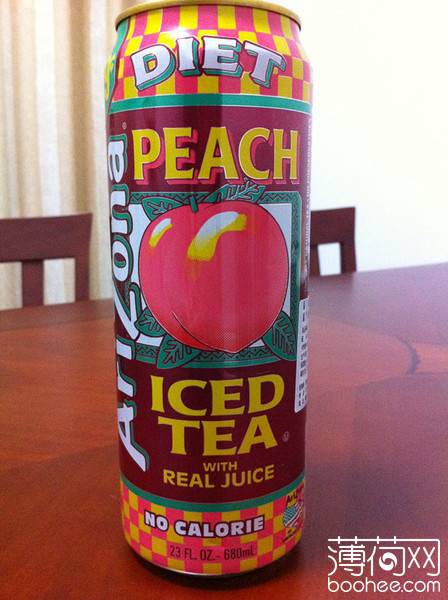 DIET
AriZona
PEACH
ICED
TEA
WITH
REAL JUICE
NO CALORIE
23 FL. OZ. - 680mL
薄荷网
boohee.com